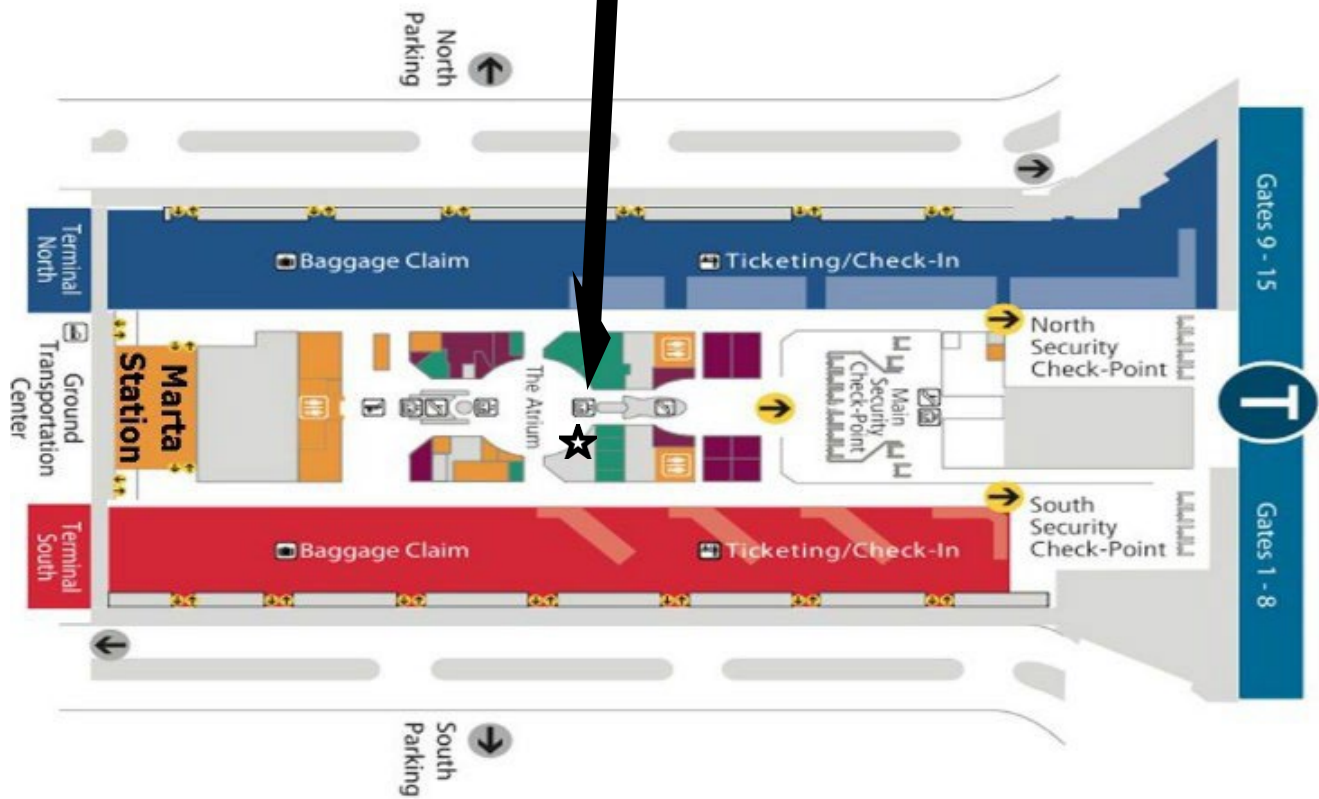 North
Parking
Gates 9 - 15
Terminal
North
Baggage Claim
Ticketing/Check-In
North
Security
Check-Point
Ground
Transportation
Center
Marta
Station
The Atrium
Main
Security
Check-Point
T
South
Security
Check-Point
Gates 1 - 8
Terminal
South
Baggage Claim
Ticketing/Check-In
South
Parking